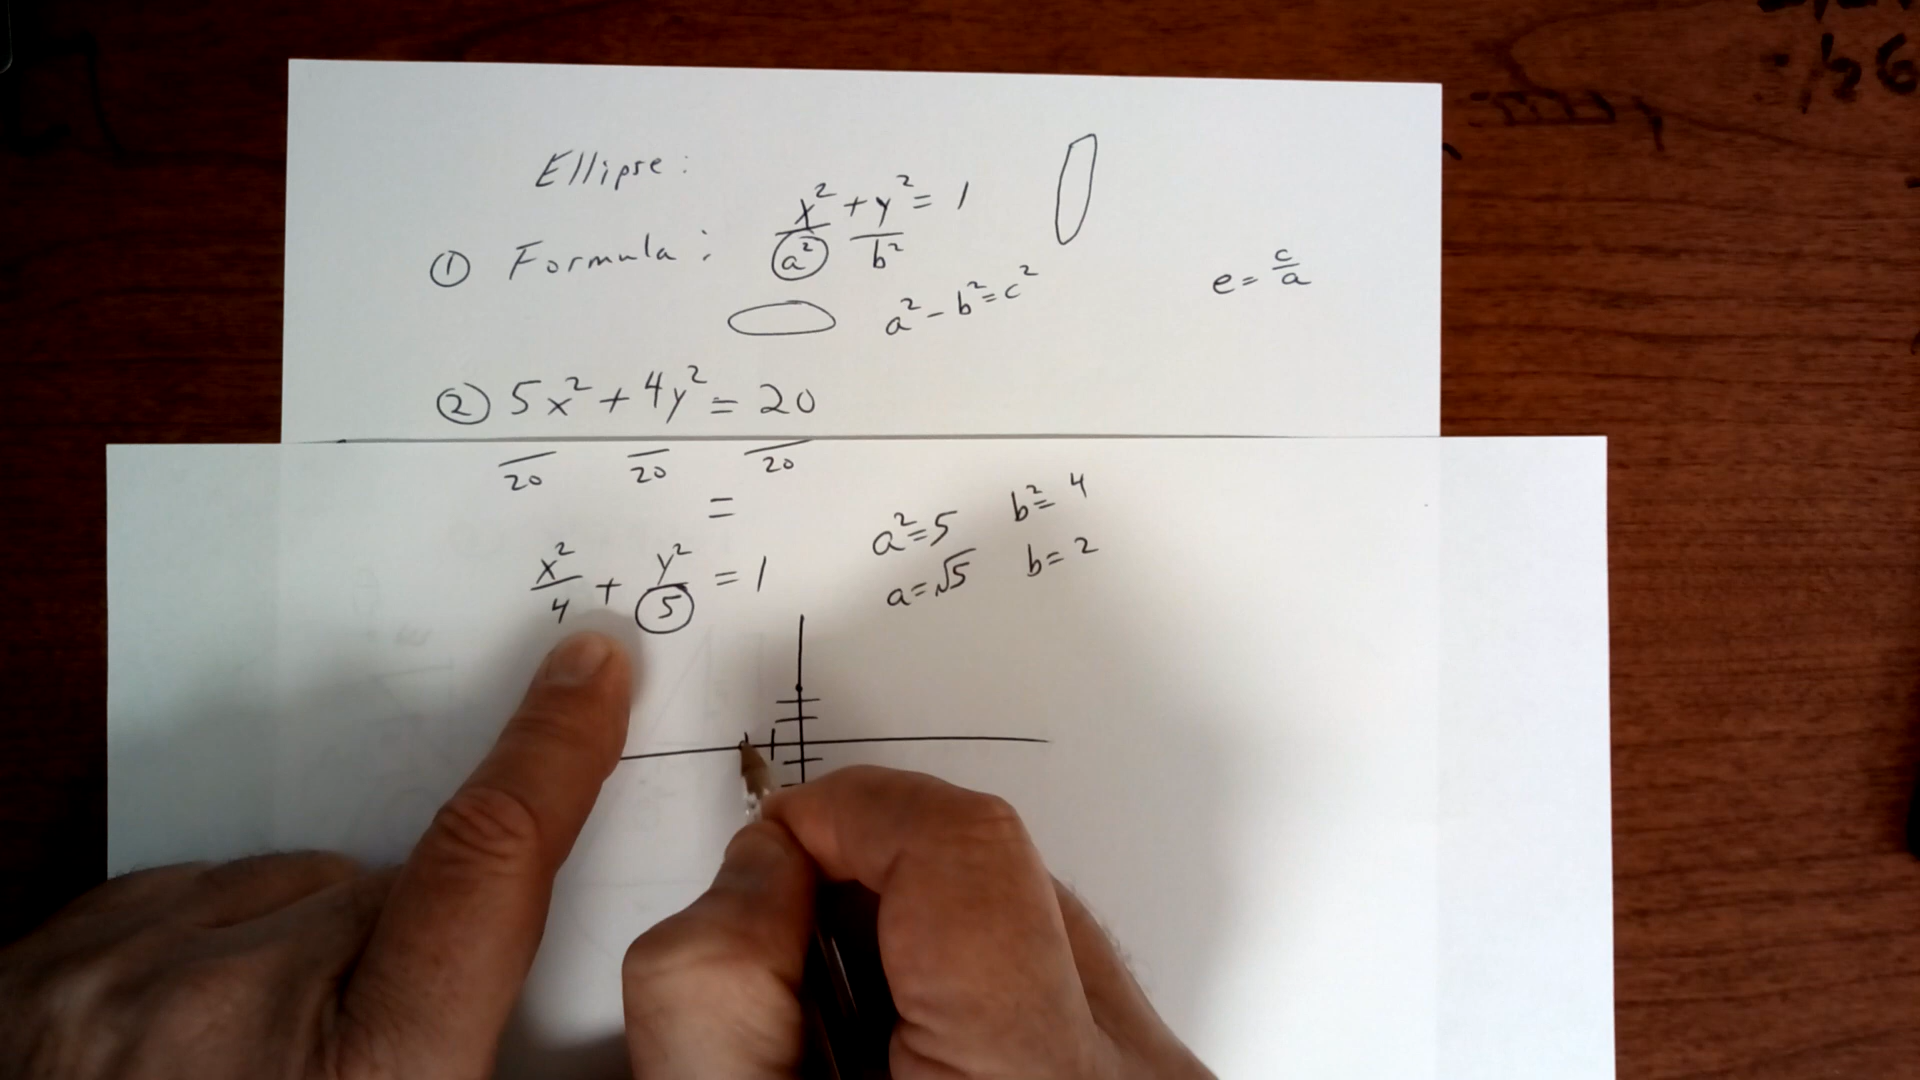 Ellipse:
① Formula: x²/a² + y²/b² = 1
a² - b² = c²
e = c/a
② 5x² + 4y² = 20
20 20 20
=
x²/4 + y²/5 = 1
a² = 5 b² = 4
a = √5 b = 2